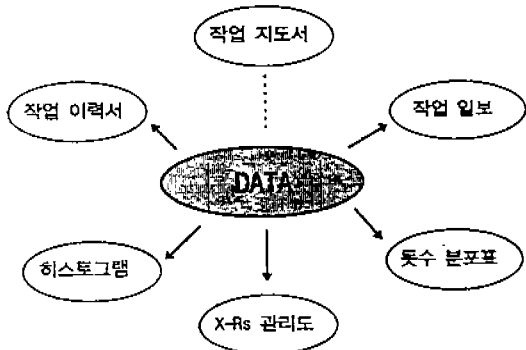 작업 지도서
작업 이력서
작업 일보
DATA
히스토그램
돗수 분포표
X-Rs 관리도